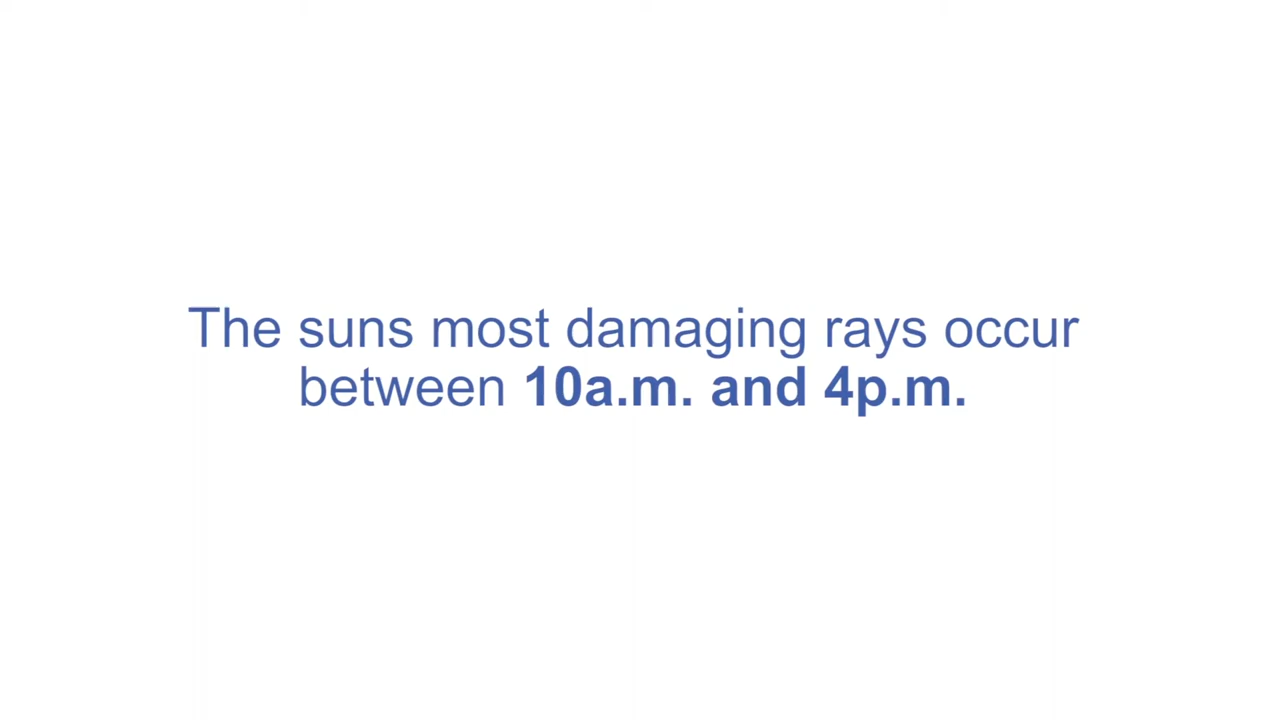 The suns most damaging rays occur
between 10a.m. and 4p.m.